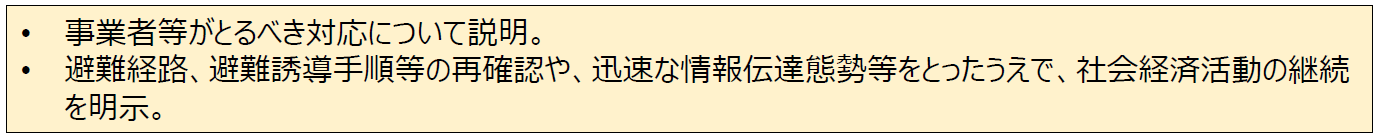 • 事業者等がとるべき対応について説明。
• 避難経路、避難誘導手順等の再確認や、迅速な情報伝達態勢等をとったうえで、社会経済活動の継続
を明示。